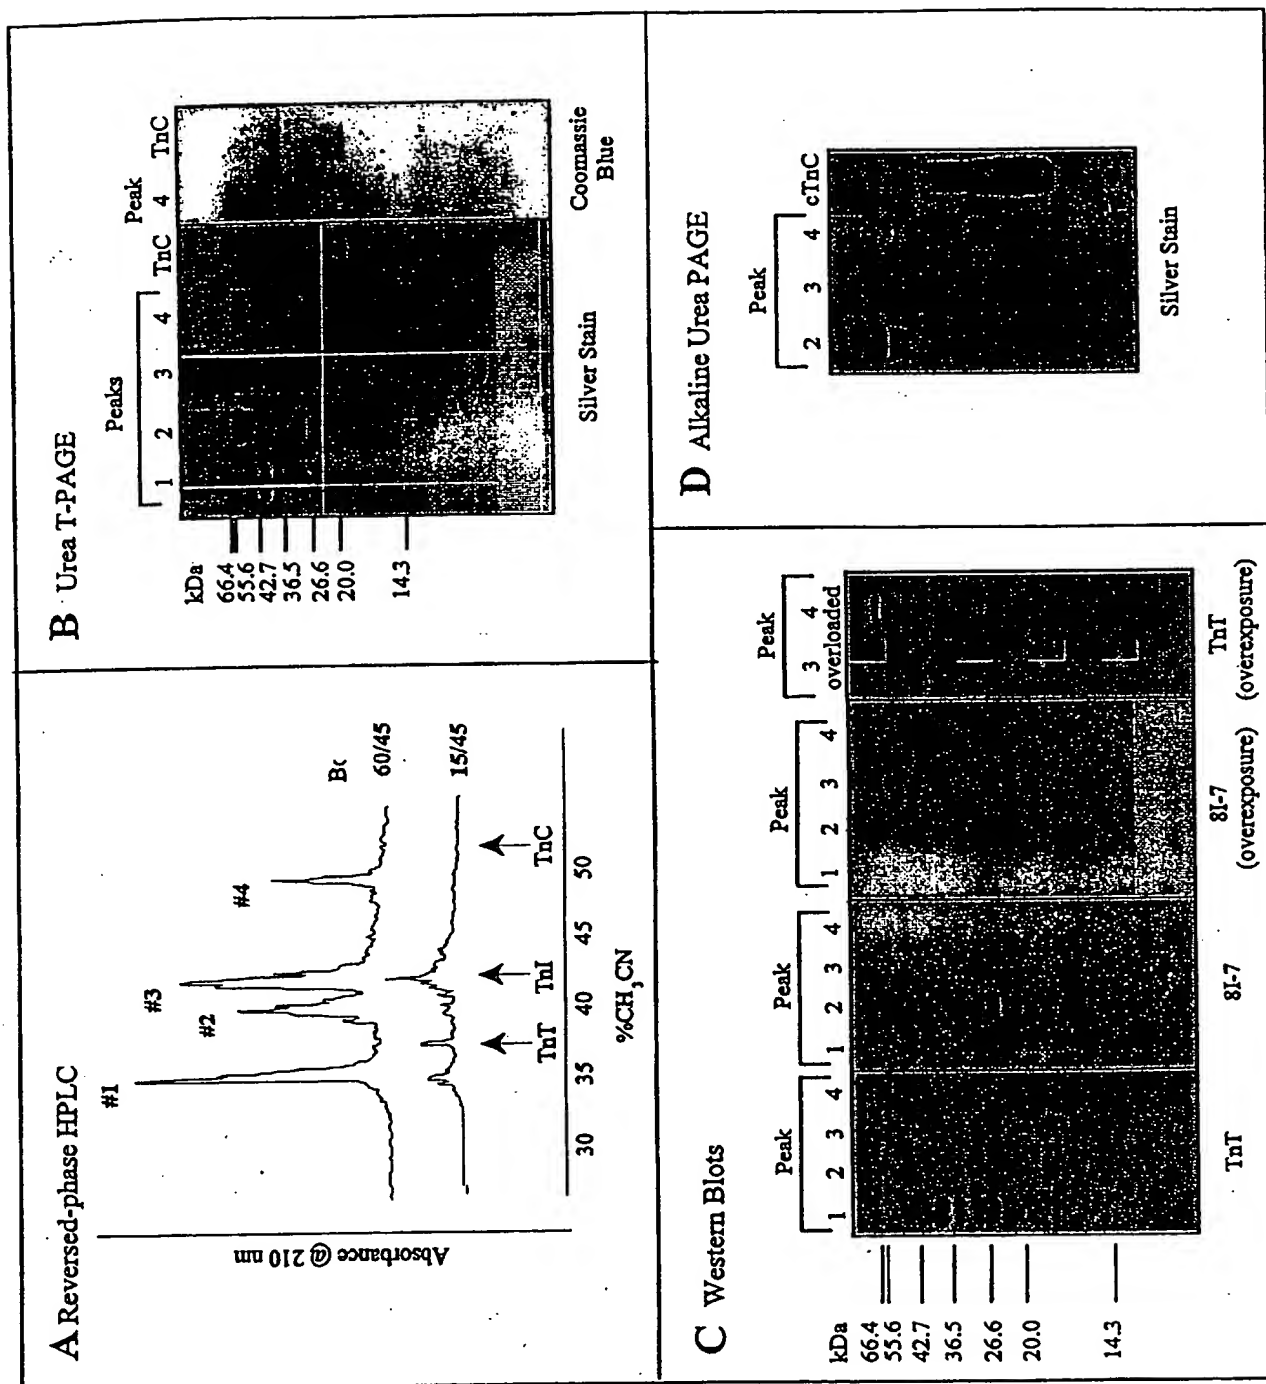 A Reversed-phase HPLC
Absorbance @ 210 nm
#1
#2
#3
#4
60/45
15/45
TnT
TnI
TnC
30
35
40
45
50
%CH3CN
B Urea T-PAGE
Peaks
Peak
1
2
3
4
TnC
4
TnC
kDa
66.4
55.6
42.7
36.5
26.6
20.0
14.3
Silver Stain
Coomassie
Blue
C Western Blots
Peak
Peak
Peak
Peak
1
2
3
4
1
2
3
4
1
2
3
4
3
4
overloaded
kDa
66.4
55.6
42.7
36.5
26.6
20.0
14.3
TnT
8I-7
8I-7
(overexposure)
TnT
(overexposure)
D Alkaline Urea PAGE
Peak
2
3
4
cTnC
Silver Stain